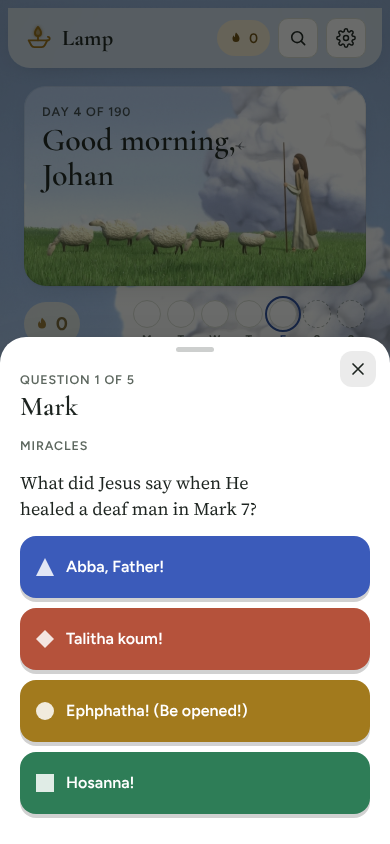 Lamp
0
DAY 4 OF 190
Good morning,
Johan
0
QUESTION 1 OF 5
Mark
MIRACLES
What did Jesus say when He
healed a deaf man in Mark 7?
Abba, Father!
Talitha koum!
Ephphatha! (Be opened!)
Hosanna!